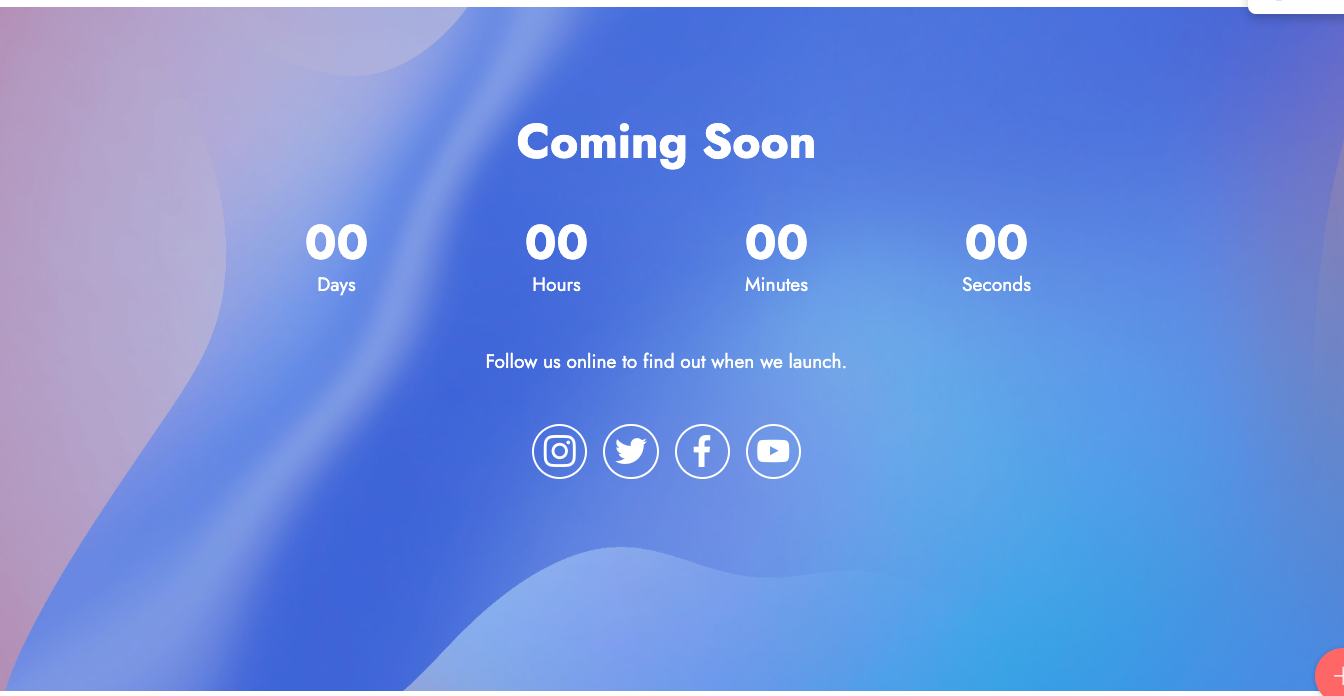 Coming Soon
00 00 00 00
Days Hours Minutes Seconds
Follow us online to find out when we launch.